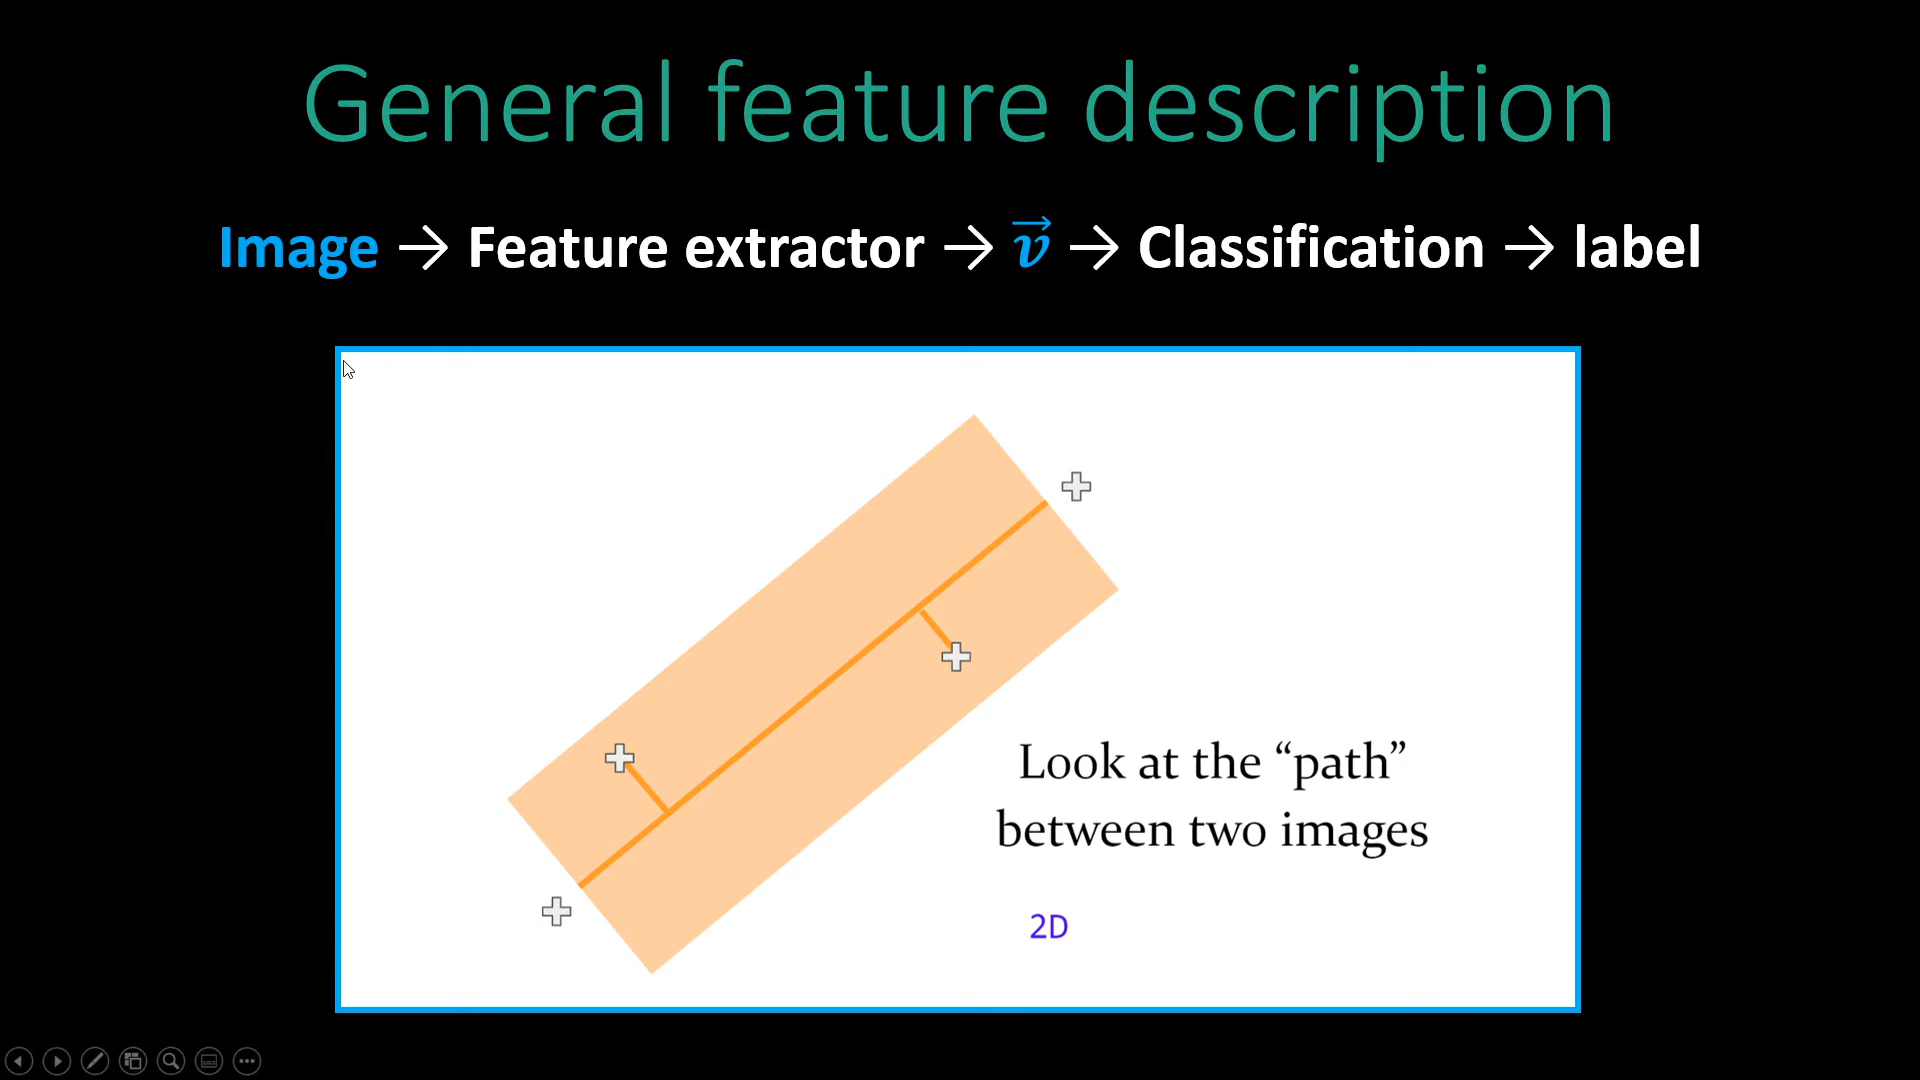 General feature description
Image → Feature extractor → v⃗ → Classification → label
Look at the “path”
between two images
2D